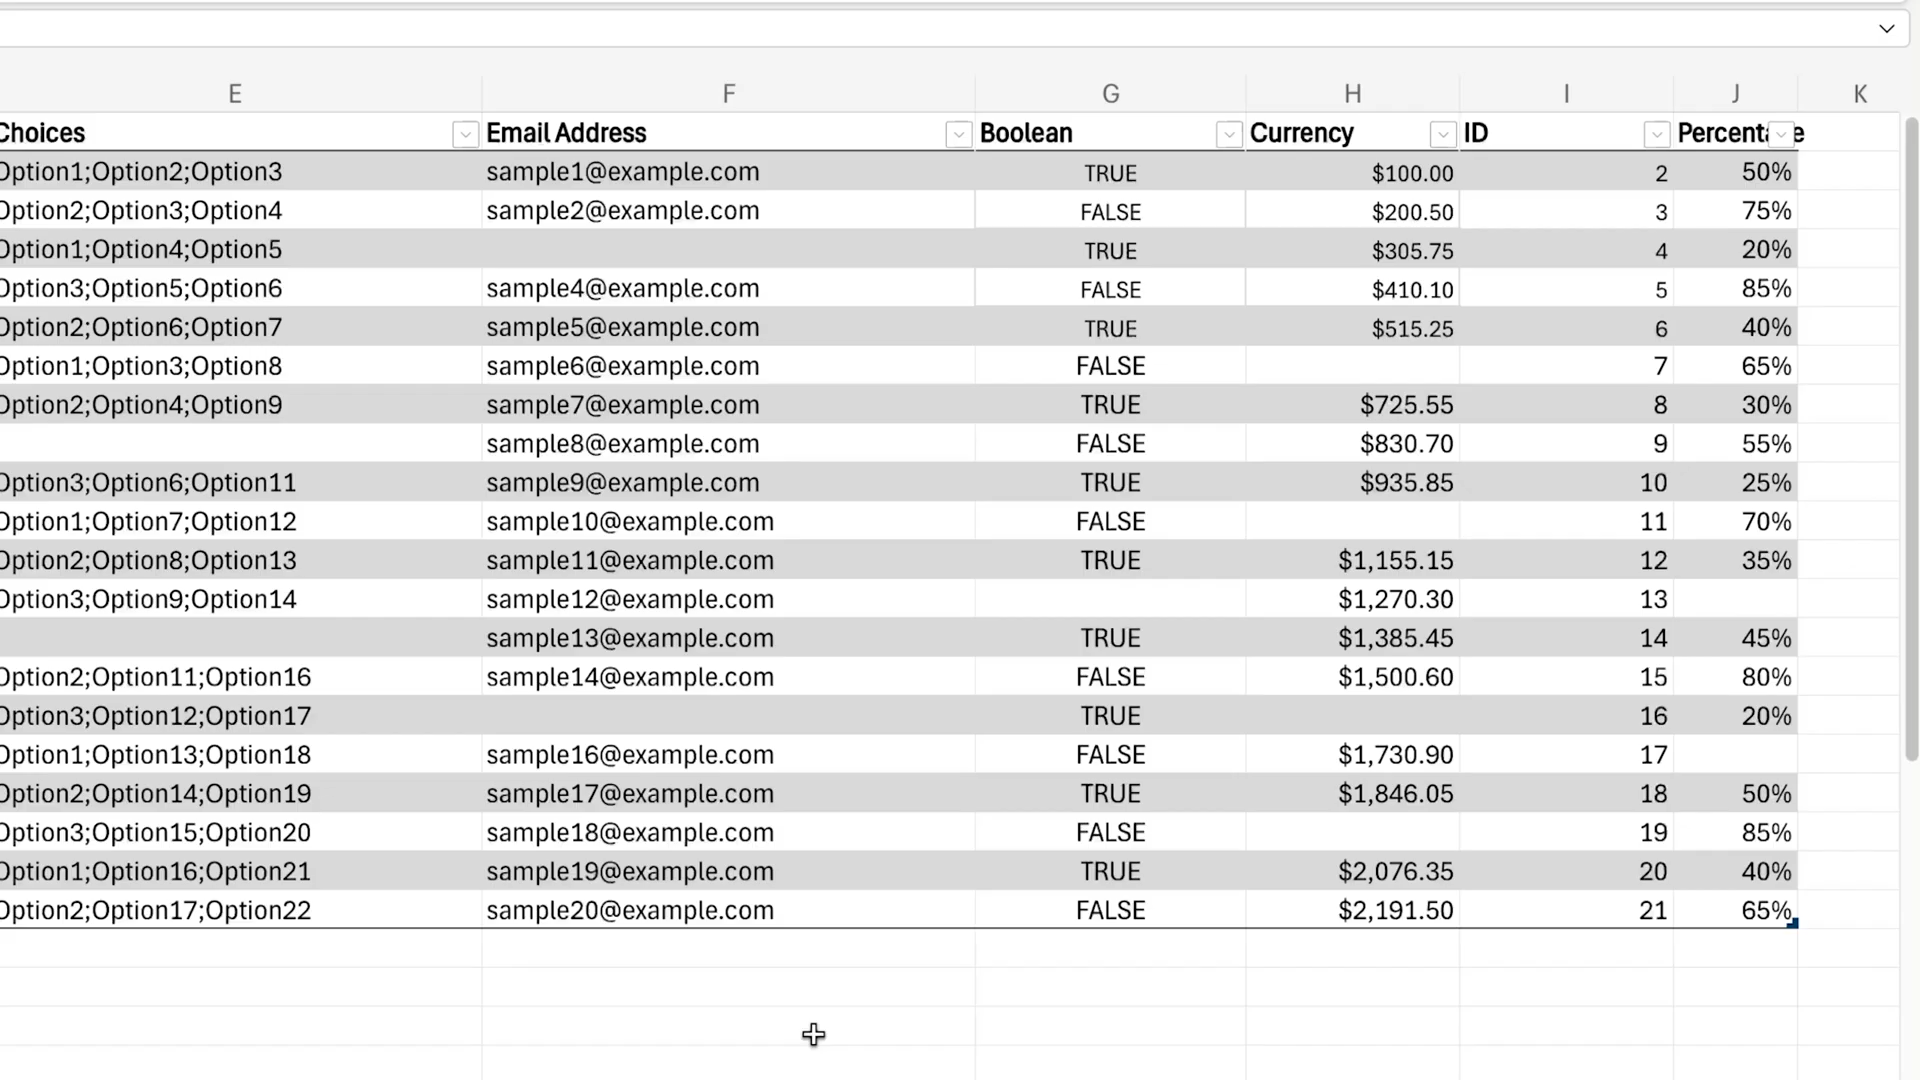 E F G H I J K
Choices Email Address Boolean Currency ID Percentage
Option1;Option2;Option3 sample1@example.com TRUE $100.00 2 50%
Option2;Option3;Option4 sample2@example.com FALSE $200.50 3 75%
Option1;Option4;Option5 TRUE $305.75 4 20%
Option3;Option5;Option6 sample4@example.com FALSE $410.10 5 85%
Option2;Option6;Option7 sample5@example.com TRUE $515.25 6 40%
Option1;Option3;Option8 sample6@example.com FALSE 7 65%
Option2;Option4;Option9 sample7@example.com TRUE $725.55 8 30%
sample8@example.com FALSE $830.70 9 55%
Option3;Option6;Option11 sample9@example.com TRUE $935.85 10 25%
Option1;Option7;Option12 sample10@example.com FALSE 11 70%
Option2;Option8;Option13 sample11@example.com TRUE $1,155.15 12 35%
Option3;Option9;Option14 sample12@example.com $1,270.30 13
sample13@example.com TRUE $1,385.45 14 45%
Option2;Option11;Option16 sample14@example.com FALSE $1,500.60 15 80%
Option3;Option12;Option17 TRUE 16 20%
Option1;Option13;Option18 sample16@example.com FALSE $1,730.90 17
Option2;Option14;Option19 sample17@example.com TRUE $1,846.05 18 50%
Option3;Option15;Option20 sample18@example.com FALSE 19 85%
Option1;Option16;Option21 sample19@example.com TRUE $2,076.35 20 40%
Option2;Option17;Option22 sample20@example.com FALSE $2,191.50 21 65%